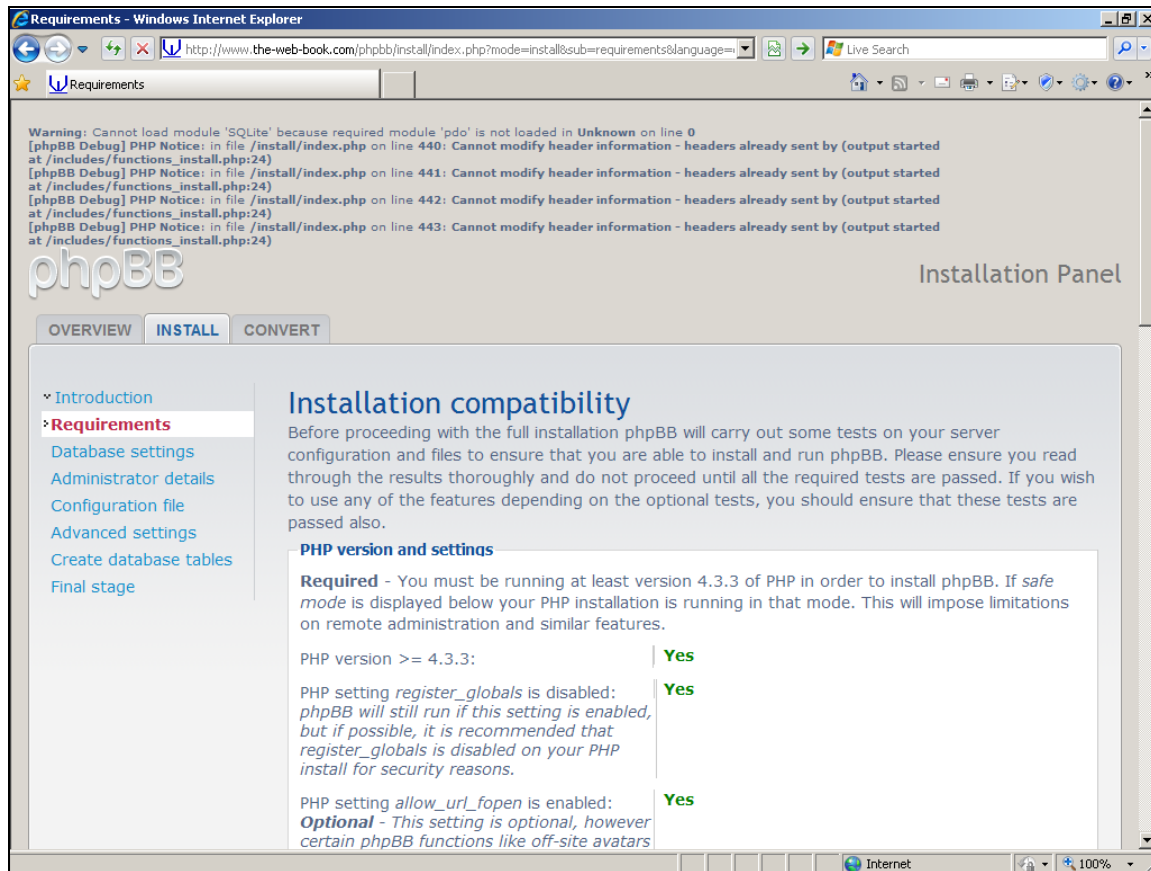 Requirements - Windows Internet Explorer
http://www.the-web-book.com/phpbb/install/index.php?mode=install&sub=requirements&language=
Live Search
Requirements
Warning: Cannot load module 'SQLite' because required module 'pdo' is not loaded in Unknown on line 0
[phpBB Debug] PHP Notice: in file /install/index.php on line 440: Cannot modify header information - headers already sent by (output started
at /includes/functions_install.php:24)
[phpBB Debug] PHP Notice: in file /install/index.php on line 441: Cannot modify header information - headers already sent by (output started
at /includes/functions_install.php:24)
[phpBB Debug] PHP Notice: in file /install/index.php on line 442: Cannot modify header information - headers already sent by (output started
at /includes/functions_install.php:24)
[phpBB Debug] PHP Notice: in file /install/index.php on line 443: Cannot modify header information - headers already sent by (output started
at /includes/functions_install.php:24)
phpBB
Installation Panel
OVERVIEW INSTALL CONVERT
Introduction
Requirements
Database settings
Administrator details
Configuration file
Advanced settings
Create database tables
Final stage
Installation compatibility
Before proceeding with the full installation phpBB will carry out some tests on your server
configuration and files to ensure that you are able to install and run phpBB. Please ensure you read
through the results thoroughly and do not proceed until all the required tests are passed. If you wish
to use any of the features depending on the optional tests, you should ensure that these tests are
passed also.
PHP version and settings
Required - You must be running at least version 4.3.3 of PHP in order to install phpBB. If safe
mode is displayed below your PHP installation is running in that mode. This will impose limitations
on remote administration and similar features.
PHP version >= 4.3.3: Yes
PHP setting register_globals is disabled: Yes
phpBB will still run if this setting is enabled,
but if possible, it is recommended that
register_globals is disabled on your PHP
install for security reasons.
PHP setting allow_url_fopen is enabled: Yes
Optional - This setting is optional, however
certain phpBB functions like off-site avatars
Internet
100%